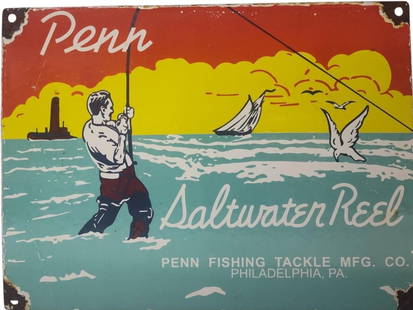 Penn
Saltwater Reel
PENN FISHING TACKLE MFG. CO.
PHILADELPHIA, PA.